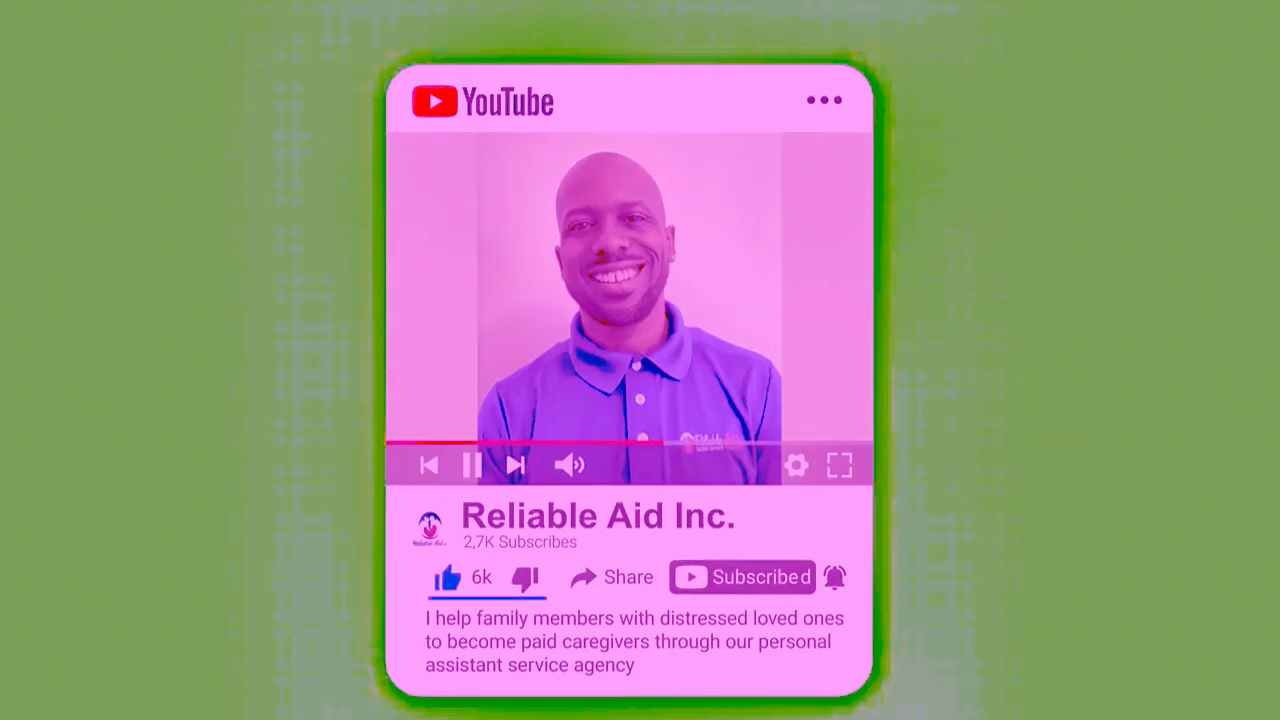 YouTube
Reliable Aid Inc.
2,7K Subscribes
6k
Share
Subscribed
I help family members with distressed loved ones
to become paid caregivers through our personal
assistant service agency